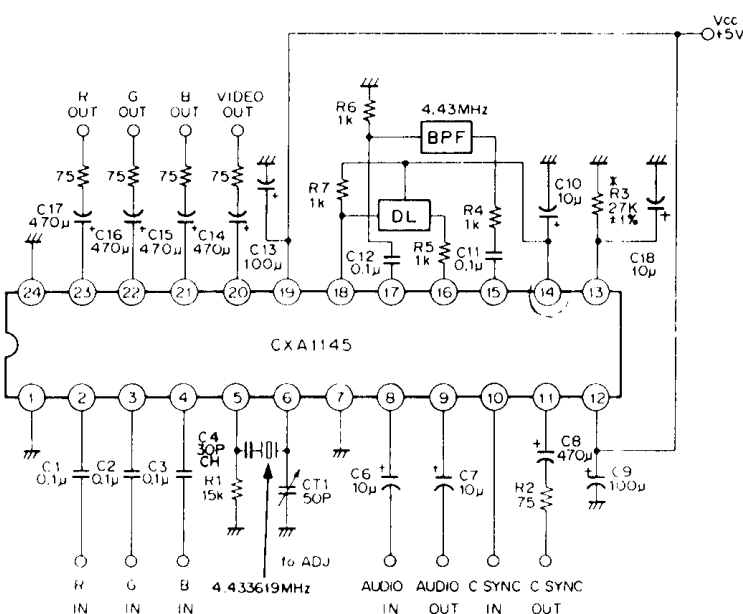 Vcc
+5V
R OUT
G OUT
B OUT
VIDEO OUT
R6
1k
4.43MHz
BPF
75
75
75
75
R7
1k
DL
R4
1k
C10
10µ
*
R3
27K
±1%
C17
470µ
C16
470µ
C15
470µ
C14
470µ
C13
100µ
C12
0.1µ
R5
1k
C11
0.1µ
C18
10µ
24 23 22 21 20 19 18 17 16 15 14 13
CXA1145
1 2 3 4 5 6 7 8 9 10 11 12
C1
0.1µ
C2
0.1µ
C3
0.1µ
C4
30P
CH
R1
15k
CT1
50P
C6
10µ
C7
10µ
C8
470µ
R2
75
C9
100µ
fo ADJ
4.433619MHz
R IN
G IN
B IN
AUDIO IN
AUDIO OUT
C SYNC IN
C SYNC OUT